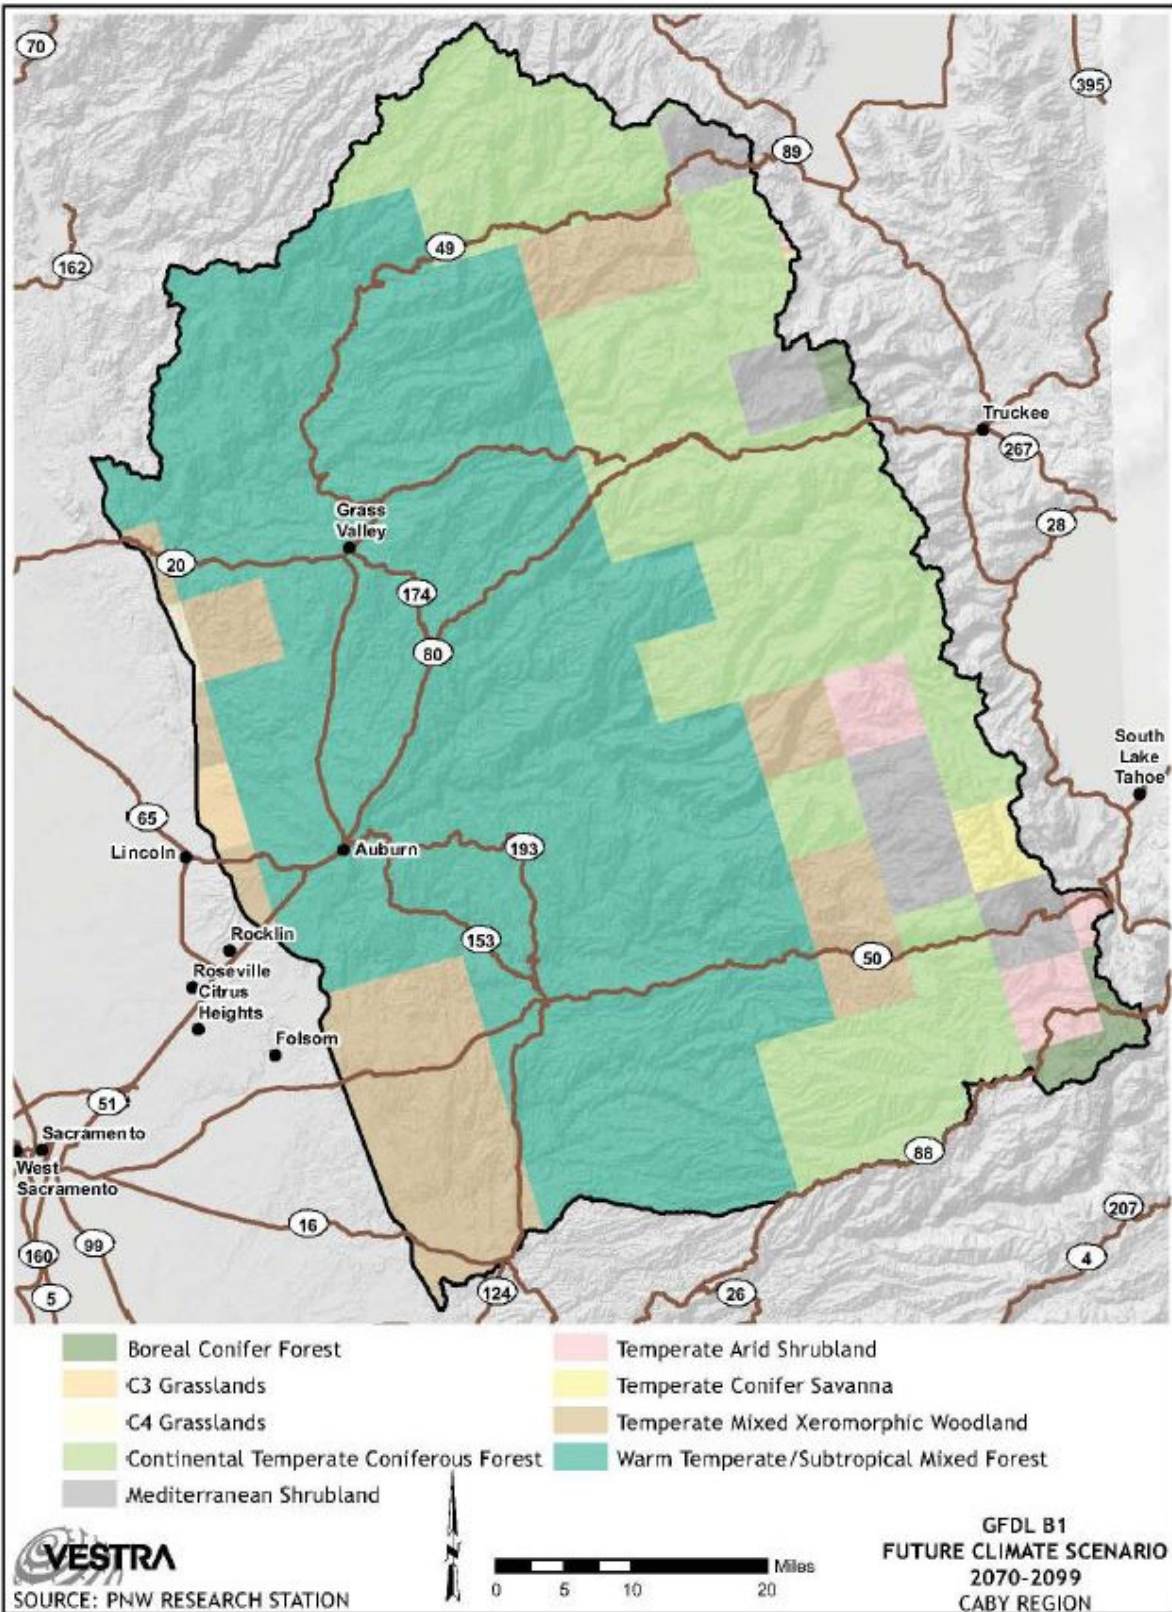 70
395
89
49
162
Truckee
267
28
Grass
Valley
20
174
80
South
Lake
Tahoe
65
Lincoln
Auburn
193
Rocklin
153
50
Roseville
Citrus
Heights
Folsom
51
Sacramento
West
Sacramento
88
16
207
99
160
4
5
124
26
Boreal Conifer Forest
C3 Grasslands
C4 Grasslands
Continental Temperate Coniferous Forest
Mediterranean Shrubland
Temperate Arid Shrubland
Temperate Conifer Savanna
Temperate Mixed Xeromorphic Woodland
Warm Temperate/Subtropical Mixed Forest
VESTRA
SOURCE: PNW RESEARCH STATION
N
Miles
0 5 10 20
GFDL B1
FUTURE CLIMATE SCENARIO
2070-2099
CABY REGION